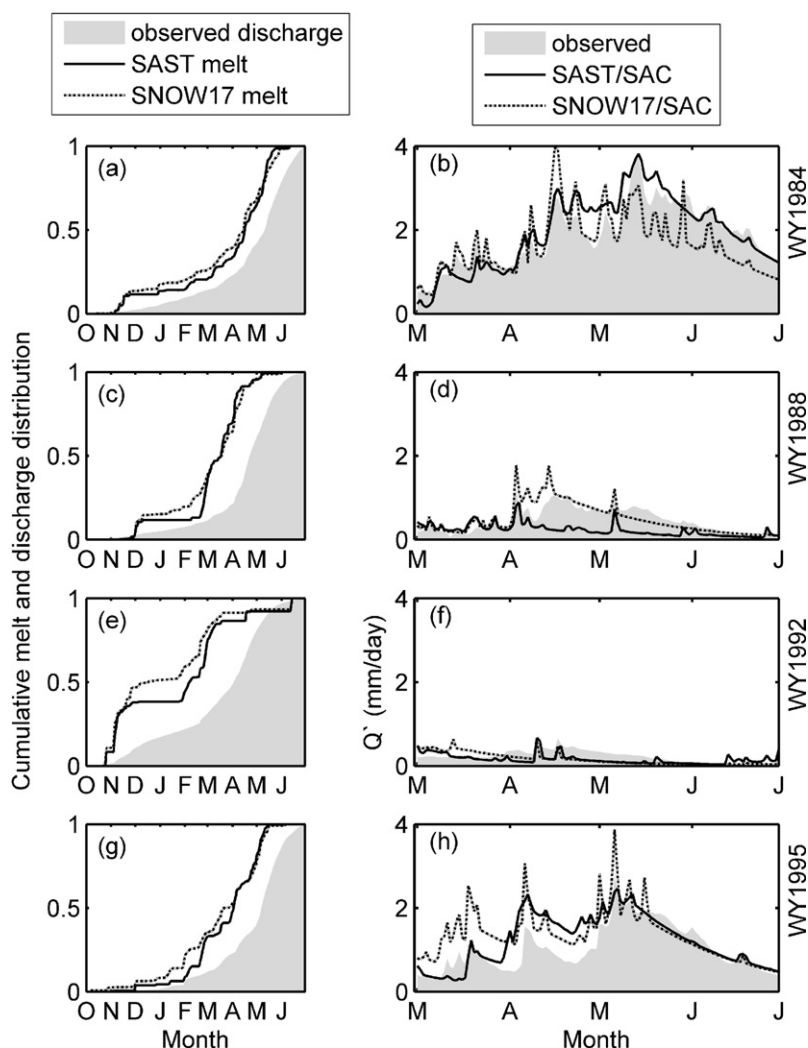 observed discharge
SAST melt
SNOW17 melt
observed
SAST/SAC
SNOW17/SAC
Cumulative melt and discharge distribution
1
0.5
0
(a)
O N D J F M A M J
4
2
0
(b)
M A M J J
WY1984
1
0.5
0
(c)
O N D J F M A M J
4
2
0
(d)
M A M J J
WY1988
1
0.5
0
(e)
O N D J F M A M J
Q` (mm/day)
4
2
0
(f)
M A M J J
WY1992
1
0.5
0
(g)
O N D J F M A M J
Month
4
2
0
(h)
M A M J J
Month
WY1995